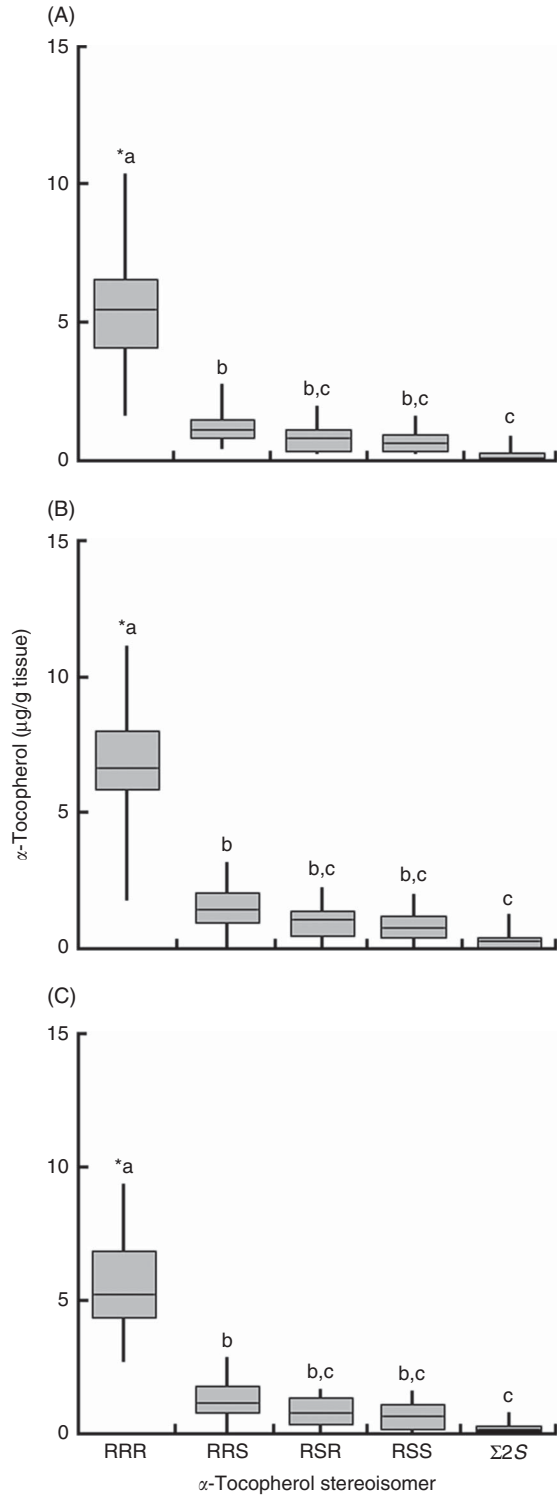 (A)
15
*a
10
5
b
b,c
b,c
c
0
(B)
15
*a
10
5
b
b,c
b,c
c
0
α-Tocopherol (μg/g tissue)
(C)
15
*a
10
5
b
b,c
b,c
c
0
RRR RRS RSR RSS Σ2S
α-Tocopherol stereoisomer